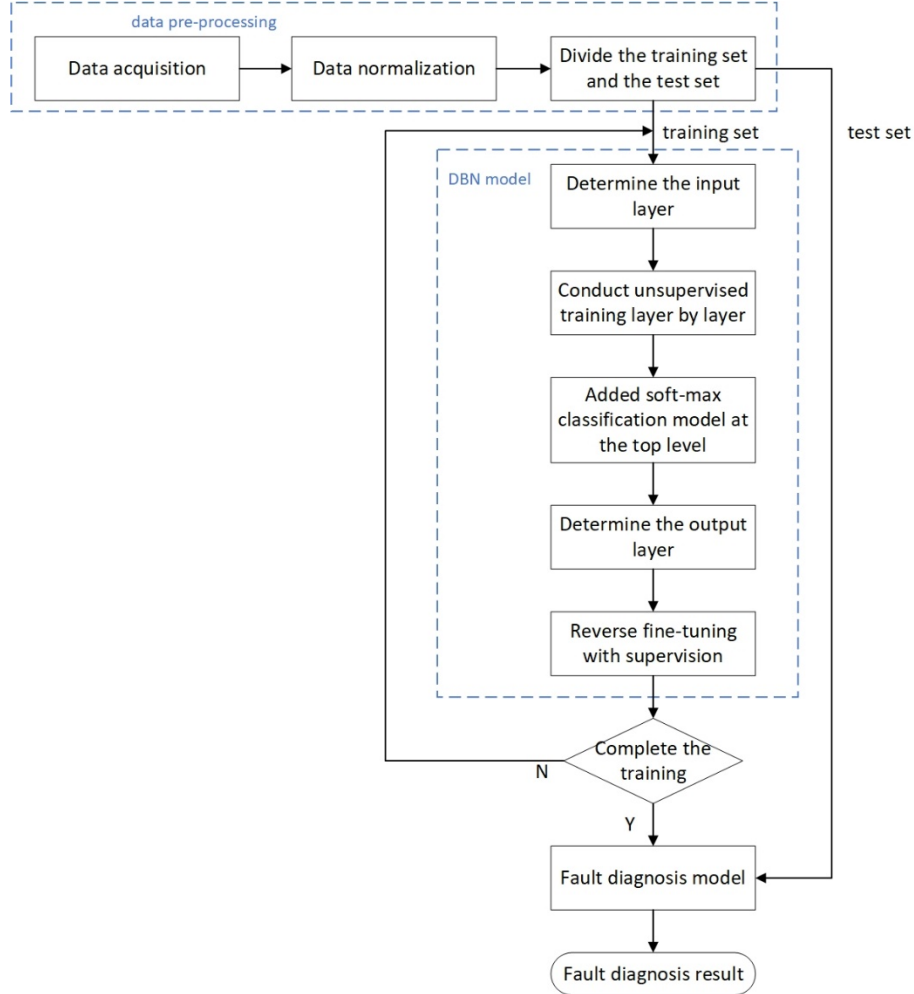 data pre-processing
Data acquisition
Data normalization
Divide the training set
and the test set
training set
test set
DBN model
Determine the input
layer
Conduct unsupervised
training layer by layer
Added soft-max
classification model at
the top level
Determine the output
layer
Reverse fine-tuning
with supervision
Complete the
training
N
Y
Fault diagnosis model
Fault diagnosis result